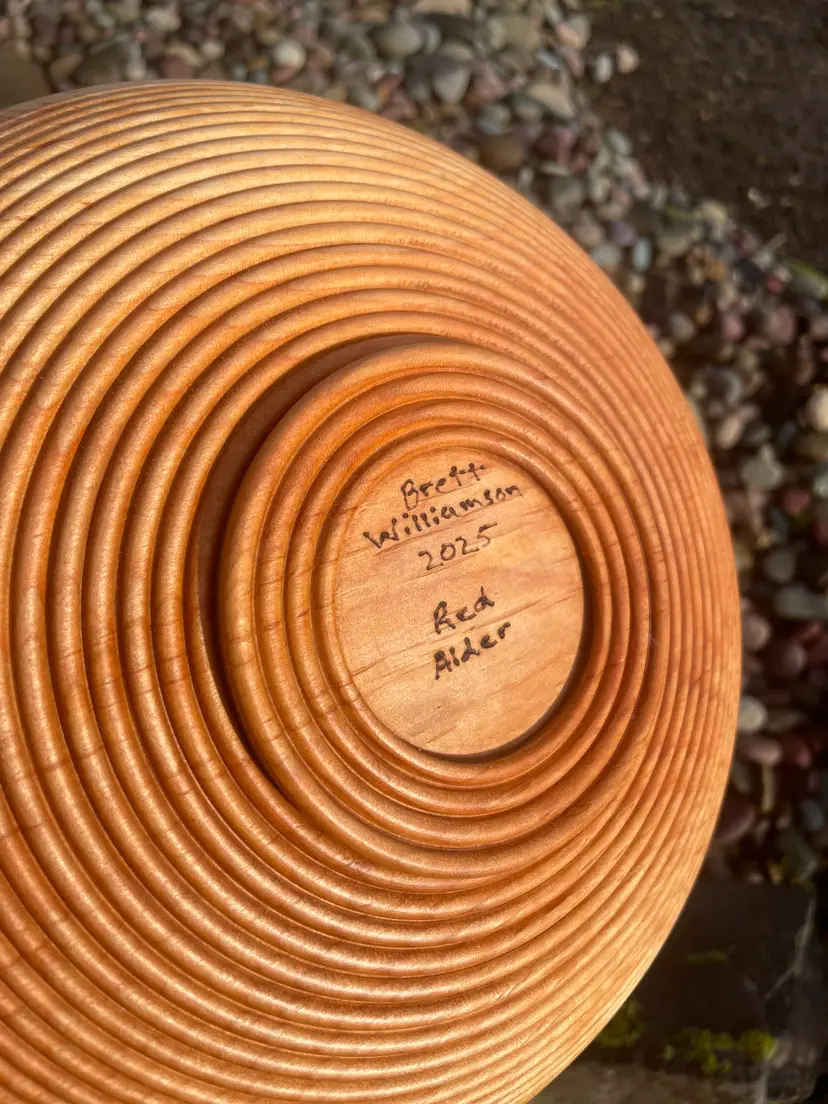 Brett
Williamson
2025
Red
Alder